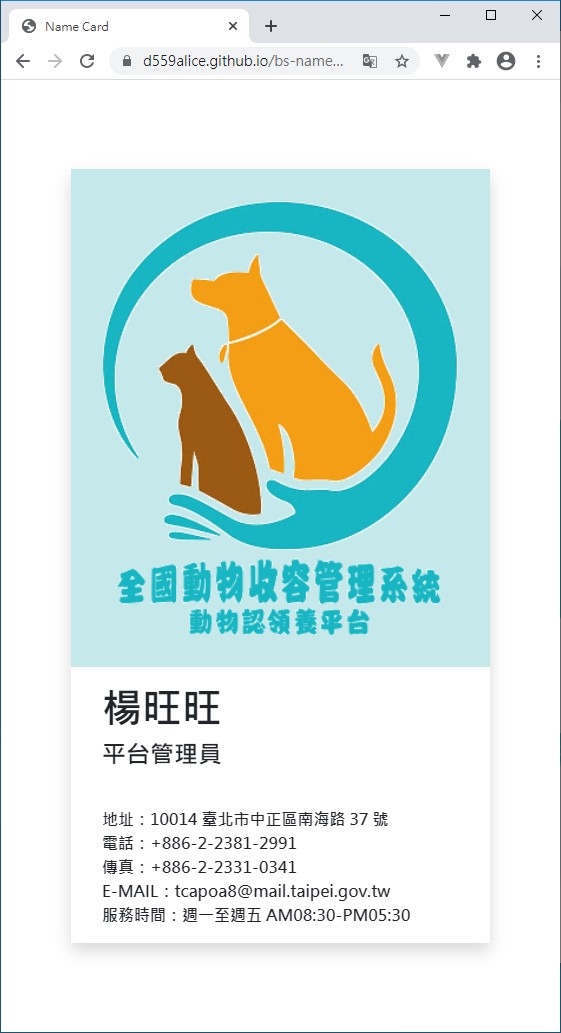 Name Card
d559alice.github.io/bs-name...
全國動物收容管理系統
動物認領養平台
楊旺旺
平台管理員
地址：10014 臺北市中正區南海路 37 號
電話：+886-2-2381-2991
傳真：+886-2-2331-0341
E-MAIL：tcapoa8@mail.taipei.gov.tw
服務時間：週一至週五 AM08:30-PM05:30